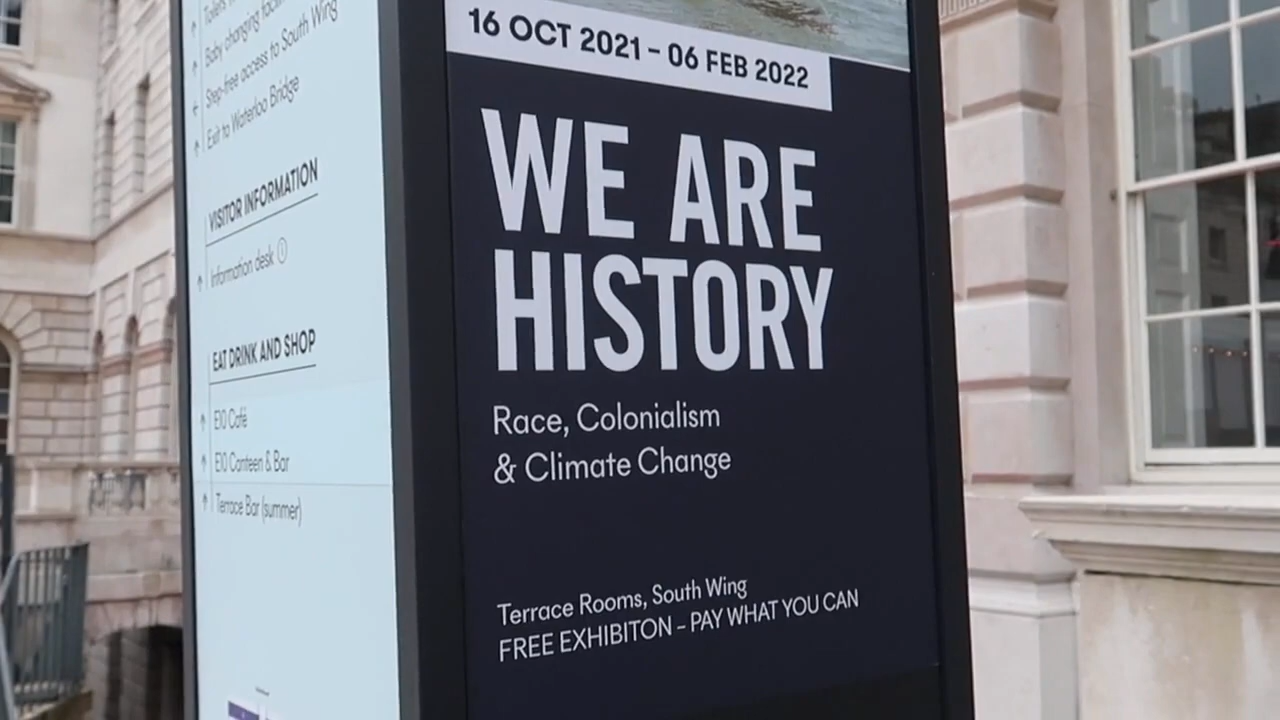 Baby changing
Step-free access to South Wing
Exit to Waterloo Bridge
VISITOR INFORMATION
Information desk
EAT DRINK AND SHOP
E10 Café
E10 Canteen & Bar
Terrace Bar (summer)
16 OCT 2021 – 06 FEB 2022
WE ARE
HISTORY
Race, Colonialism
& Climate Change
Terrace Rooms, South Wing
FREE EXHIBITON – PAY WHAT YOU CAN